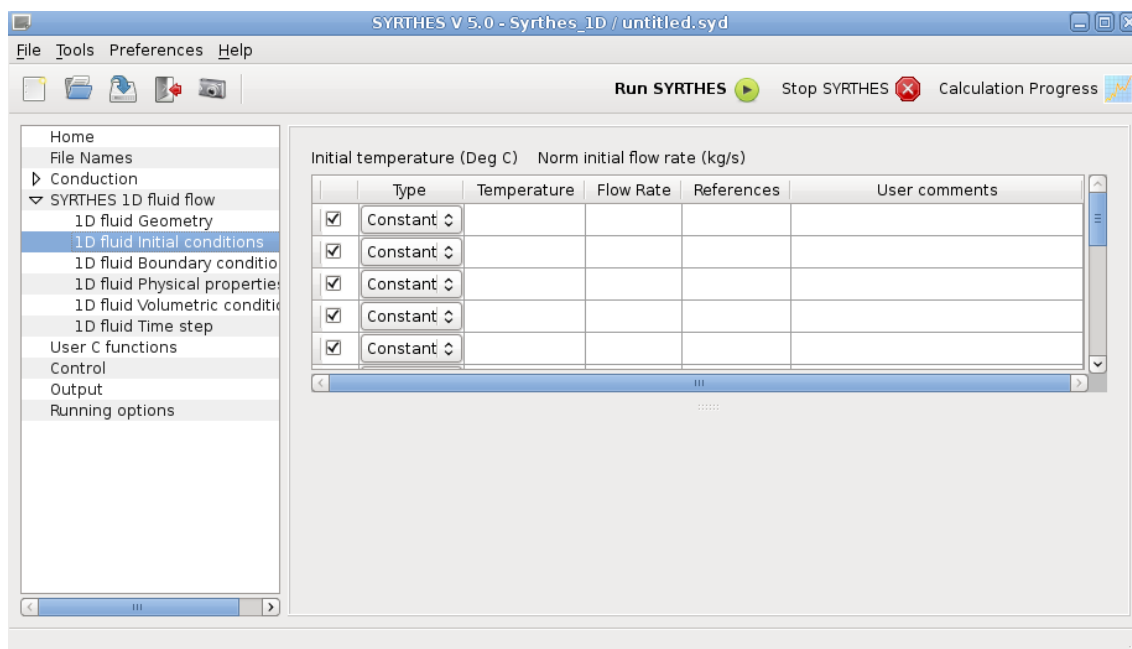 SYRTHES V 5.0 - Syrthes_1D / untitled.syd
File Tools Preferences Help
Run SYRTHES Stop SYRTHES Calculation Progress
Home
File Names
Conduction
SYRTHES 1D fluid flow
1D fluid Geometry
1D fluid Initial conditions
1D fluid Boundary conditio
1D fluid Physical properties
1D fluid Volumetric conditi
1D fluid Time step
User C functions
Control
Output
Running options
Initial temperature (Deg C) Norm initial flow rate (kg/s)
Type Temperature Flow Rate References User comments
Constant
Constant
Constant
Constant
Constant